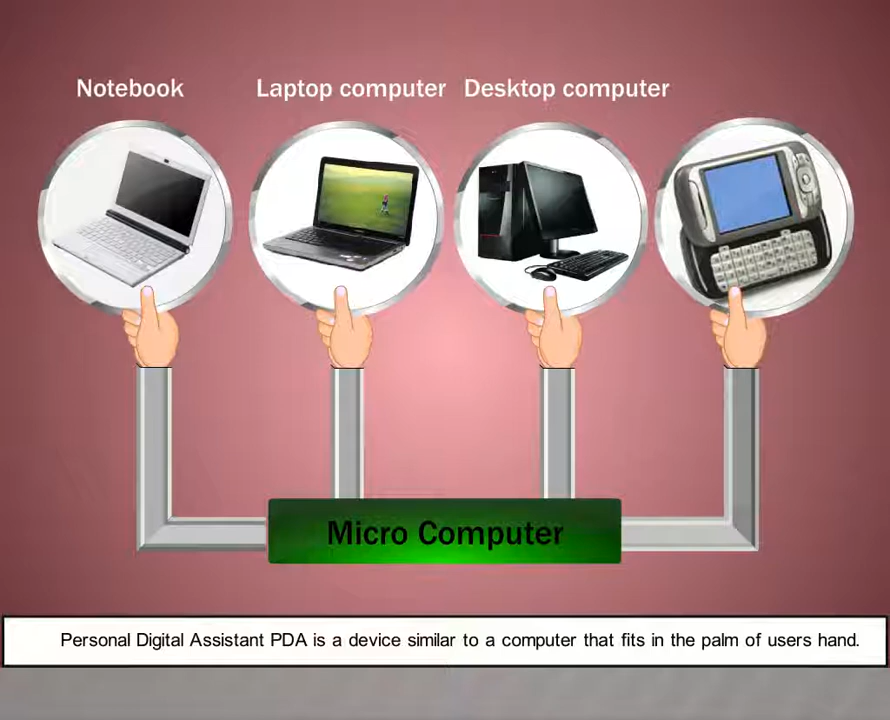 Notebook
Laptop computer
Desktop computer
Micro Computer
Personal Digital Assistant PDA is a device similar to a computer that fits in the palm of users hand.